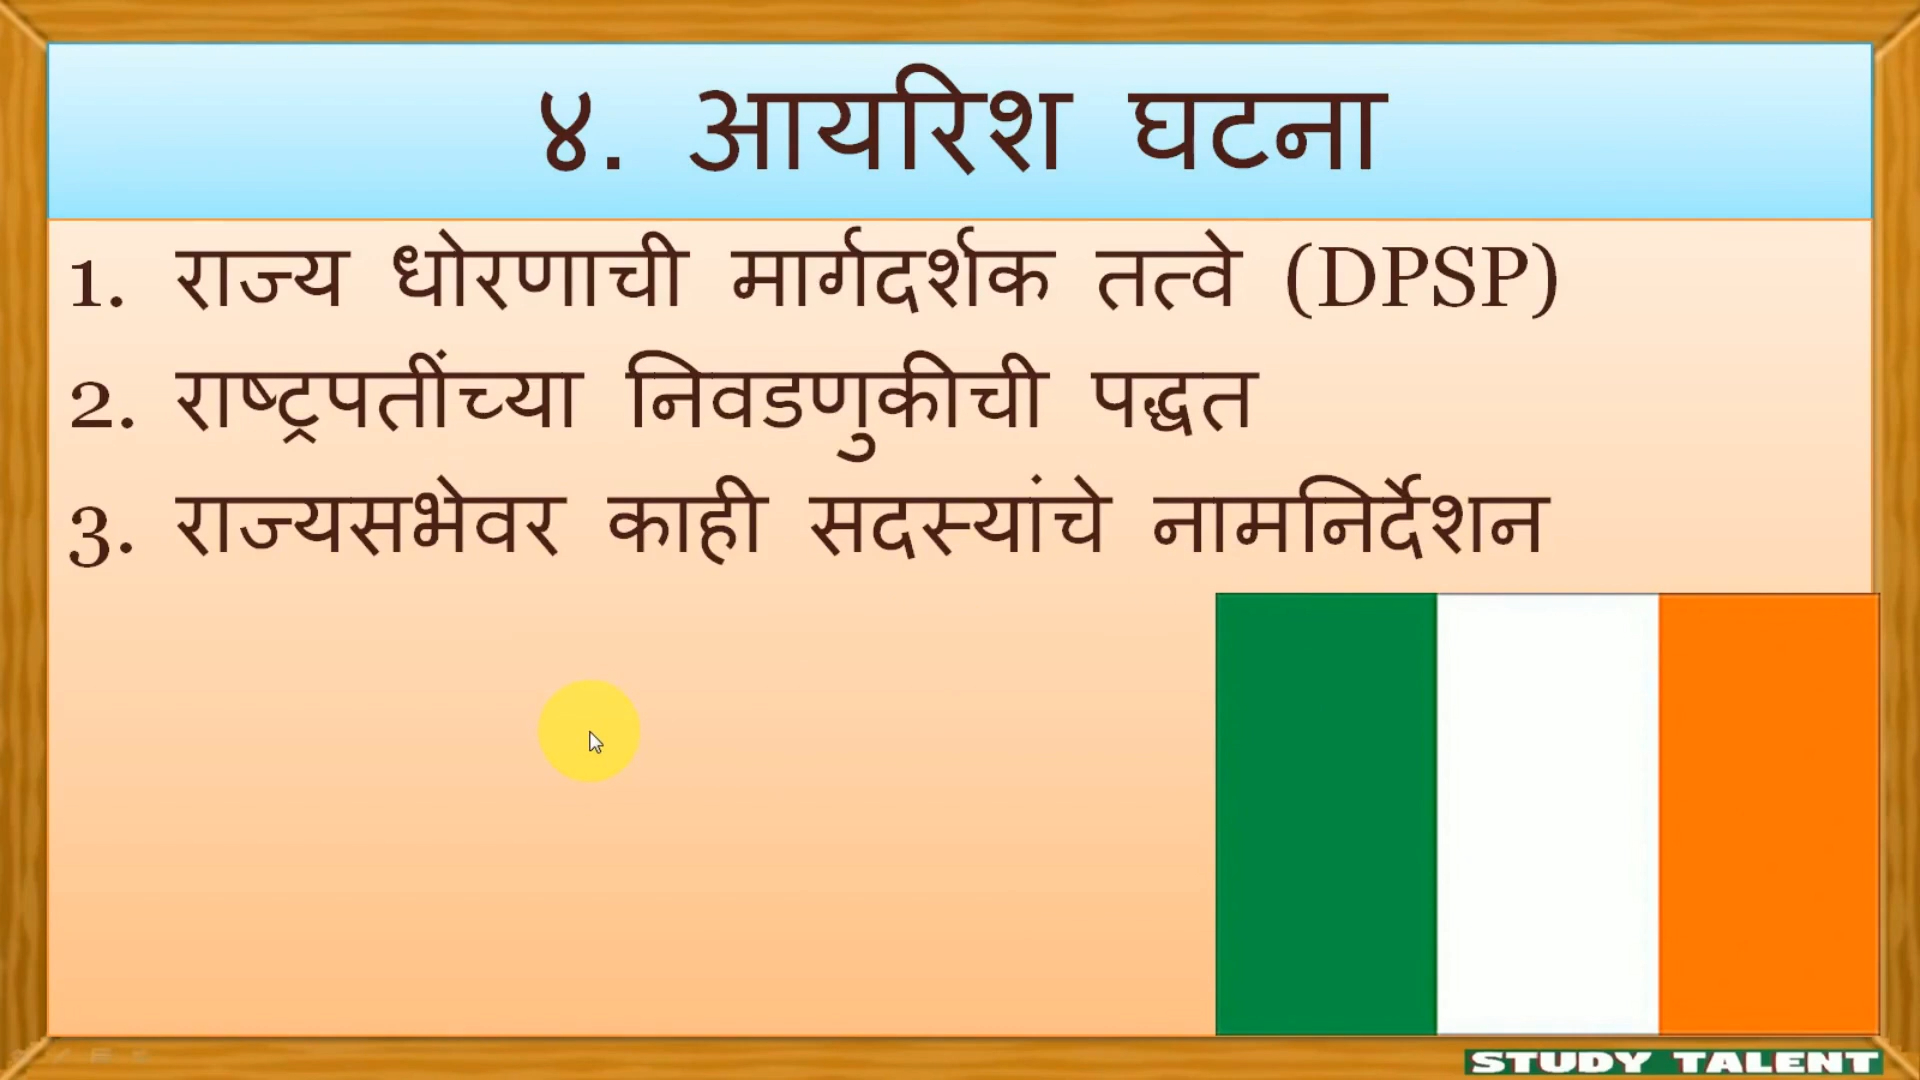 ४. आयरिश घटना
1. राज्य धोरणाची मार्गदर्शक तत्वे (DPSP)
2. राष्ट्रपतींच्या निवडणुकीची पद्धत
3. राज्यसभेवर काही सदस्यांचे नामनिर्देशन
STUDY TALENT